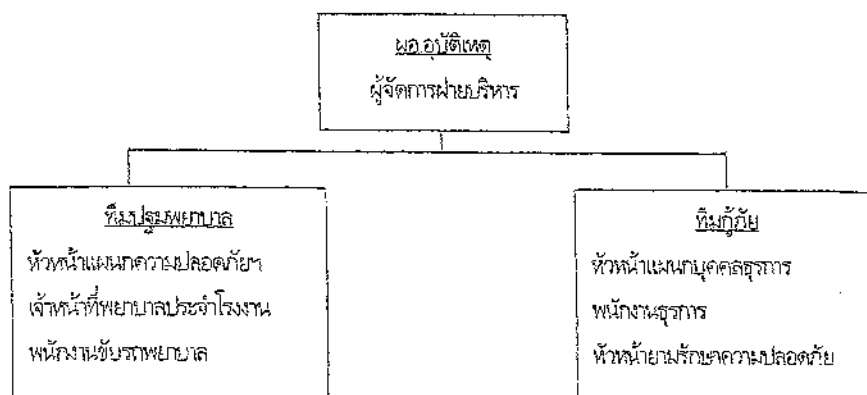 ผอ.อุบัติเหตุ
ผู้จัดการฝ่ายบริหาร
ทีมปฐมพยาบาล
หัวหน้าแผนกความปลอดภัยฯ
เจ้าหน้าที่พยาบาลประจำโรงงาน
พนักงานขับรถพยาบาล
ทีมกู้ภัย
หัวหน้าแผนกบุคคลธุรการ
พนักงานธุรการ
หัวหน้ายามรักษาความปลอดภัย